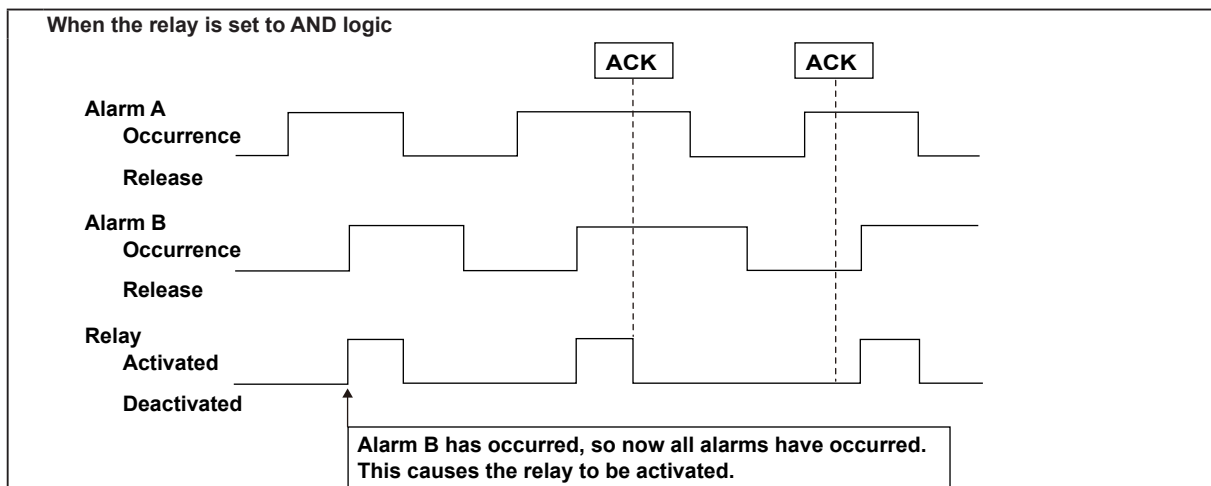 When the relay is set to AND logic
ACK
ACK
Alarm A
Occurrence
Release
Alarm B
Occurrence
Release
Relay
Activated
Deactivated
Alarm B has occurred, so now all alarms have occurred.
This causes the relay to be activated.